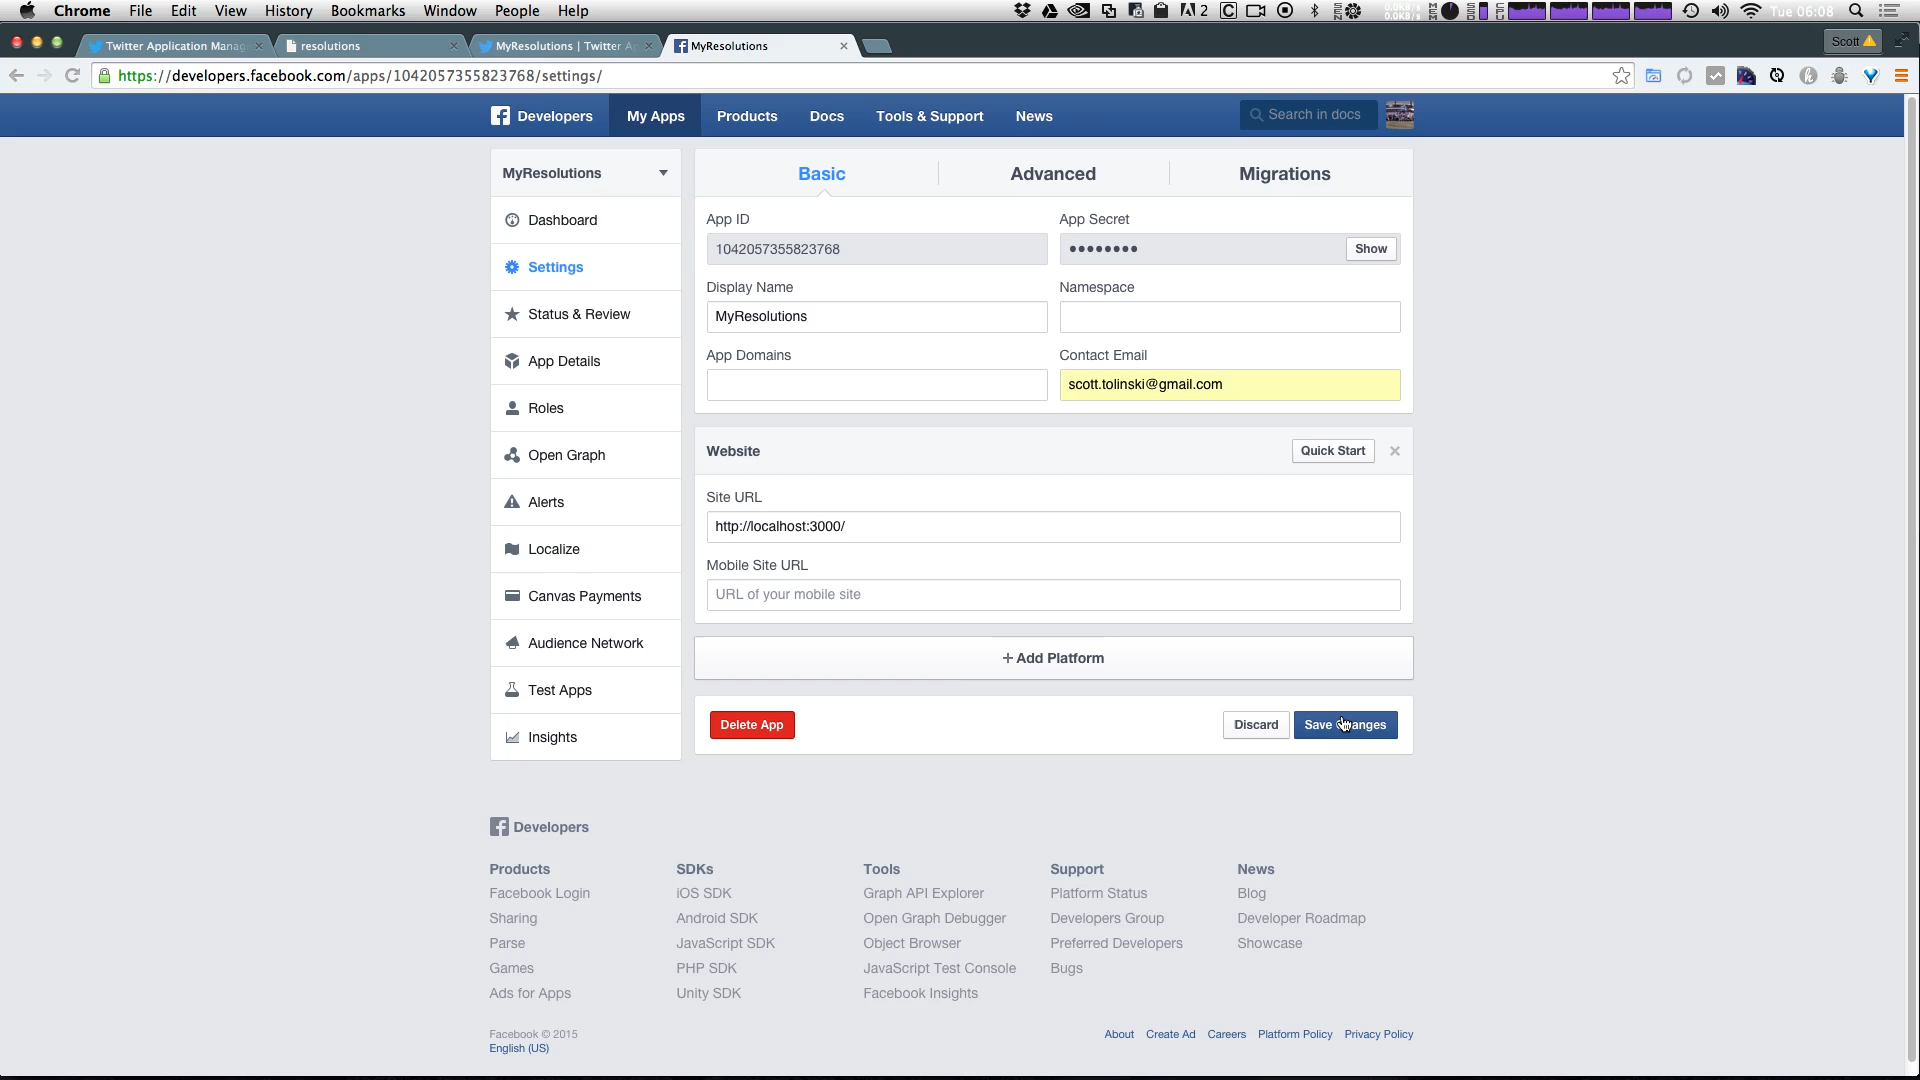 Chrome File Edit View History Bookmarks Window People Help
2
Tue 06:08
Twitter Application Manag
resolutions
MyResolutions | Twitter A
MyResolutions
Scott
https://developers.facebook.com/apps/1042057355823768/settings/
Developers
My Apps
Products
Docs
Tools & Support
News
Search in docs
MyResolutions
Dashboard
Settings
Status & Review
App Details
Roles
Open Graph
Alerts
Localize
Canvas Payments
Audience Network
Test Apps
Insights
Basic
Advanced
Migrations
App ID
App Secret
1042057355823768
••••••••
Show
Display Name
Namespace
MyResolutions
App Domains
Contact Email
scott.tolinski@gmail.com
Website
Quick Start
Site URL
http://localhost:3000/
Mobile Site URL
URL of your mobile site
+ Add Platform
Delete App
Discard
Save Changes
Developers
Products
Facebook Login
Sharing
Parse
Games
Ads for Apps
SDKs
iOS SDK
Android SDK
JavaScript SDK
PHP SDK
Unity SDK
Tools
Graph API Explorer
Open Graph Debugger
Object Browser
JavaScript Test Console
Facebook Insights
Support
Platform Status
Developers Group
Preferred Developers
Bugs
News
Blog
Developer Roadmap
Showcase
Facebook © 2015
English (US)
About Create Ad Careers Platform Policy Privacy Policy